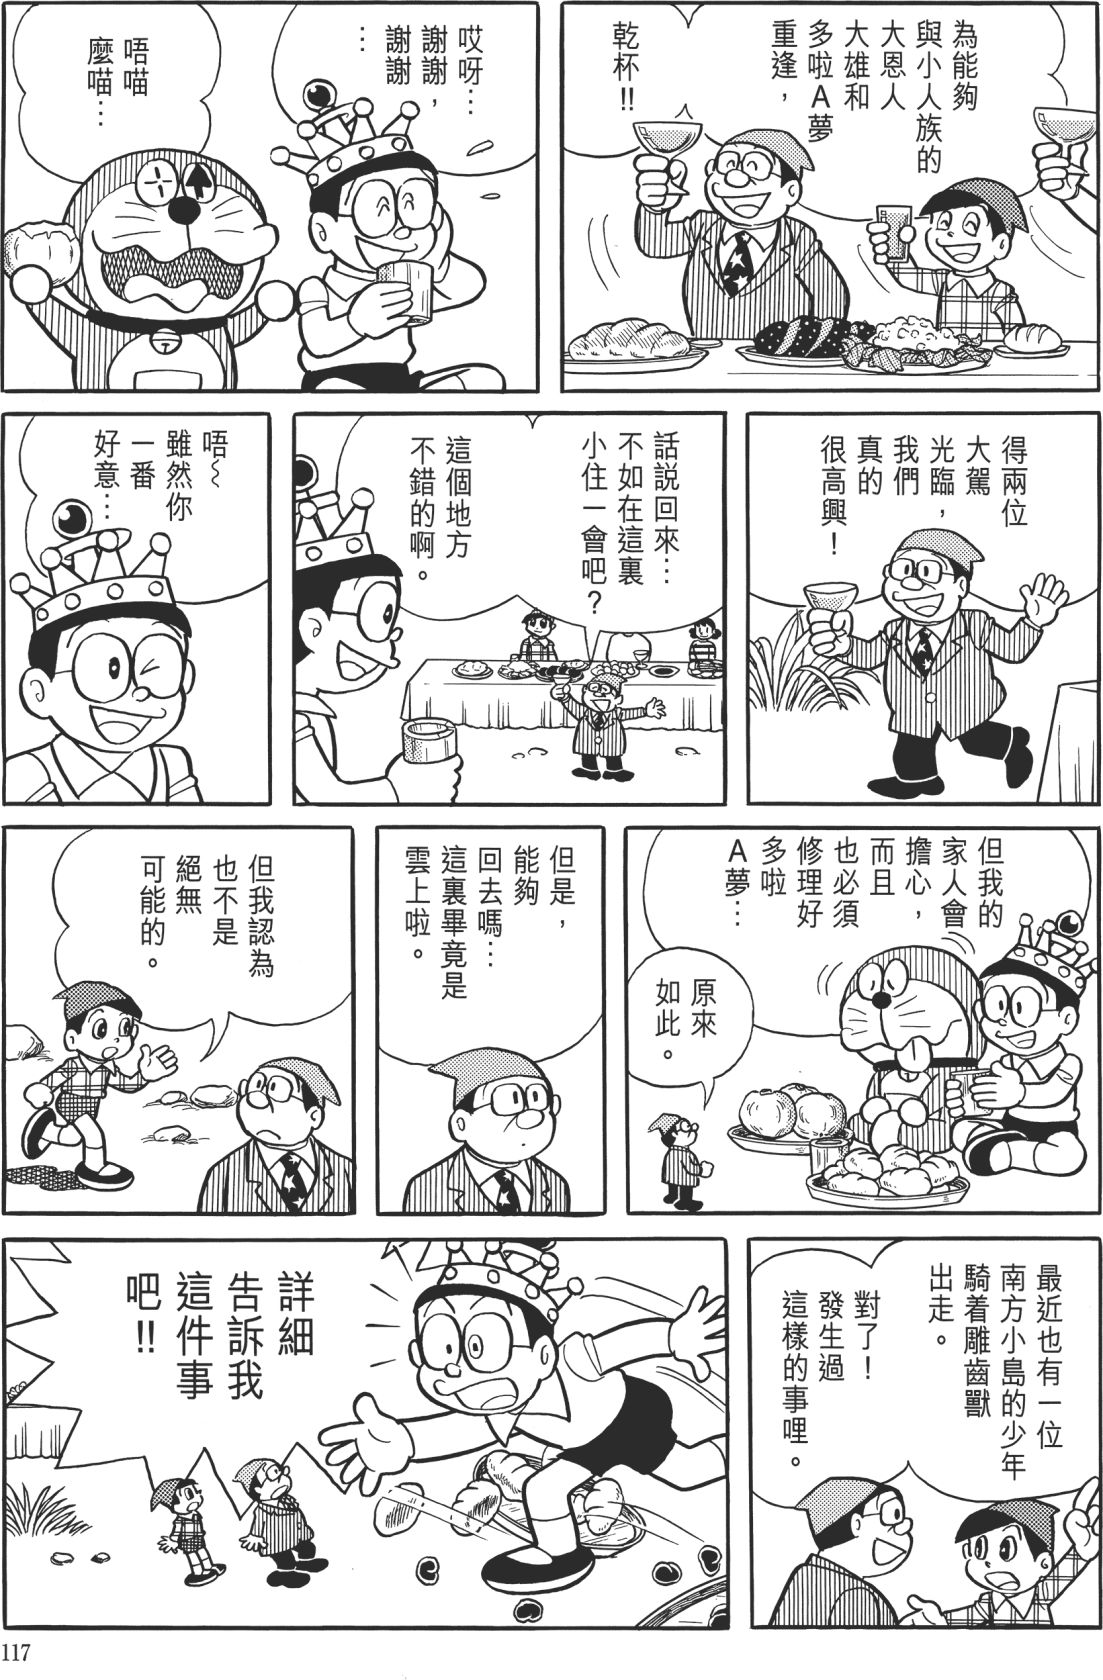 為能夠
與小人族的
大恩人
大雄和
多啦A夢
重逢，
乾杯!!
哎呀…
謝謝，
謝謝
…
唔喵
麼喵…
得兩位
大駕
光臨，
我們
真的
很高興！
話說回來…
不如在這裏
小住一會吧？
這個地方
不錯的啊。
唔～
雖然你
一番
好意…
但我的
家人會
擔心，
而且
也必須
修理好
多啦
A夢…
原來
如此。
但是，
能夠
回去嗎…
這裏畢竟是
雲上啦。
但我認為
也不是
絕無
可能的。
最近也有一位
南方小島的少年
騎着雕齒獸
出走。
對了！
發生過
這樣的事哩。
詳細
告訴我
這件事
吧!!
117